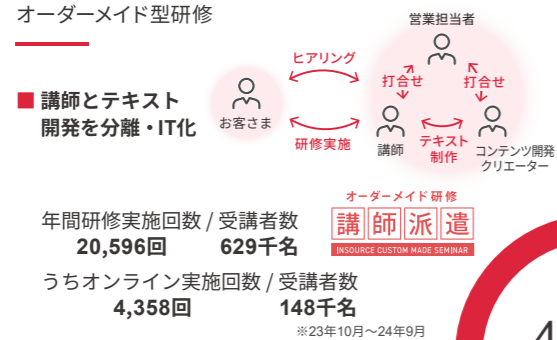 オーダーメイド型研修
営業担当者
ヒアリング
打合せ
打合せ
■ 講師とテキスト
開発を分離・IT化
お客さま
研修実施
講師
テキスト
制作
コンテンツ開発
クリエーター
オーダーメイド研修
講師派遣
INSOURCE CUSTOM MADE SEMINAR
年間研修実施回数 / 受講者数
20,596回 629千名
うちオンライン実施回数 / 受講者数
4,358回 148千名
※23年10月～24年9月
4